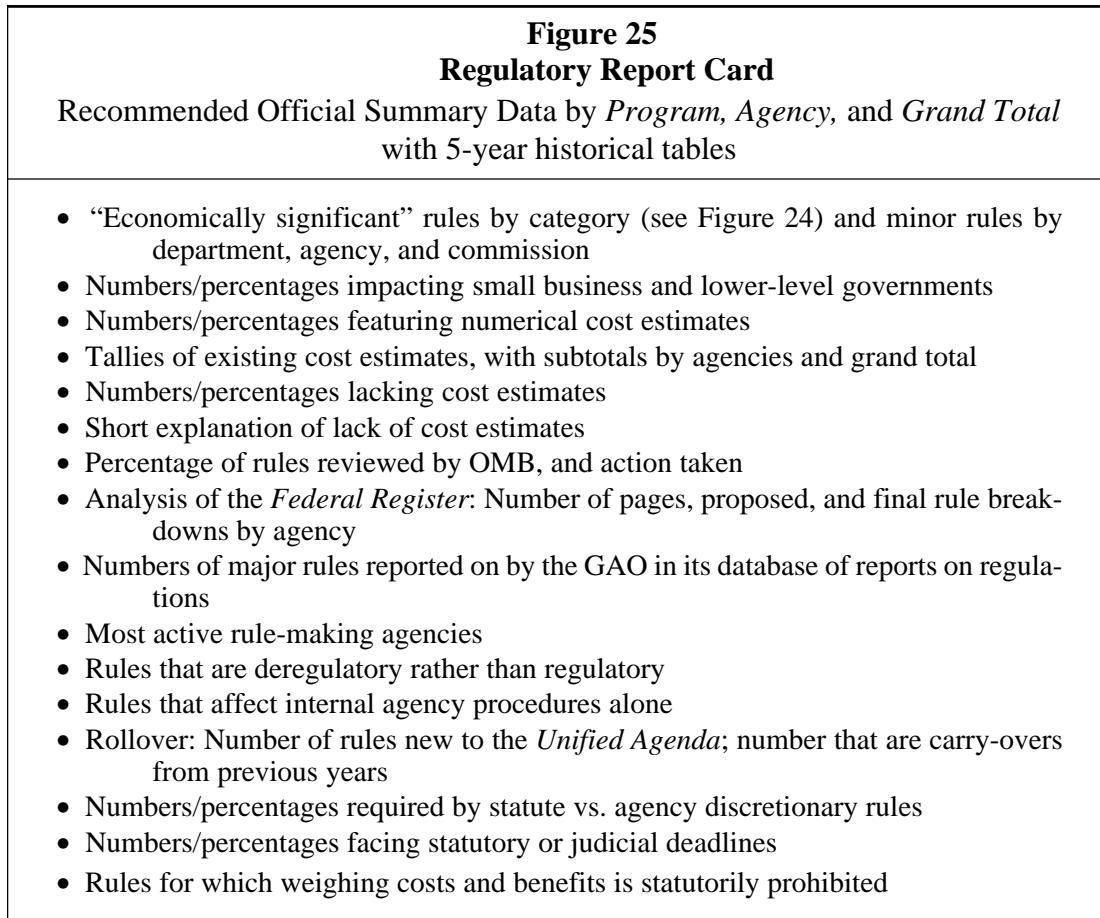 Figure 25
Regulatory Report Card
Recommended Official Summary Data by Program, Agency, and Grand Total
with 5-year historical tables
• “Economically significant” rules by category (see Figure 24) and minor rules by
department, agency, and commission
• Numbers/percentages impacting small business and lower-level governments
• Numbers/percentages featuring numerical cost estimates
• Tallies of existing cost estimates, with subtotals by agencies and grand total
• Numbers/percentages lacking cost estimates
• Short explanation of lack of cost estimates
• Percentage of rules reviewed by OMB, and action taken
• Analysis of the Federal Register: Number of pages, proposed, and final rule break-
downs by agency
• Numbers of major rules reported on by the GAO in its database of reports on regula-
tions
• Most active rule-making agencies
• Rules that are deregulatory rather than regulatory
• Rules that affect internal agency procedures alone
• Rollover: Number of rules new to the Unified Agenda; number that are carry-overs
from previous years
• Numbers/percentages required by statute vs. agency discretionary rules
• Numbers/percentages facing statutory or judicial deadlines
• Rules for which weighing costs and benefits is statutorily prohibited